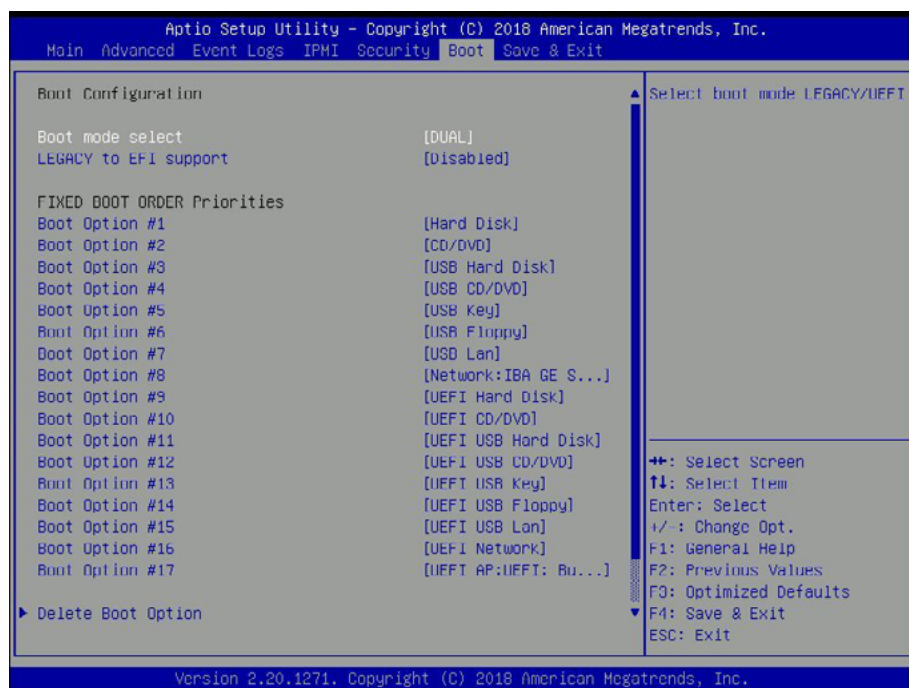 Aptio Setup Utility – Copyright (C) 2018 American Megatrends, Inc.
Main Advanced Event Logs IPMI Security Boot Save & Exit
Boot Configuration
Boot mode select [DUAL]
LEGACY to EFI support [Disabled]
FIXED BOOT ORDER Priorities
Boot Option #1 [Hard Disk]
Boot Option #2 [CD/DVD]
Boot Option #3 [USB Hard Disk]
Boot Option #4 [USB CD/DVD]
Boot Option #5 [USB Key]
Boot Option #6 [USB Floppy]
Boot Option #7 [USB Lan]
Boot Option #8 [Network:IBA GE S...]
Boot Option #9 [UEFI Hard Disk]
Boot Option #10 [UEFI CD/DVD]
Boot Option #11 [UEFI USB Hard Disk]
Boot Option #12 [UEFI USB CD/DVD]
Boot Option #13 [UEFI USB Key]
Boot Option #14 [UEFI USB Floppy]
Boot Option #15 [UEFI USB Lan]
Boot Option #16 [UEFI Network]
Boot Option #17 [UEFI AP:UEFI: Bu...]
▶ Delete Boot Option
Select boot mode LEGACY/UEFI
→←: Select Screen
↑↓: Select Item
Enter: Select
+/-: Change Opt.
F1: General Help
F2: Previous Values
F3: Optimized Defaults
F4: Save & Exit
ESC: Exit
Version 2.20.1271. Copyright (C) 2018 American Megatrends, Inc.